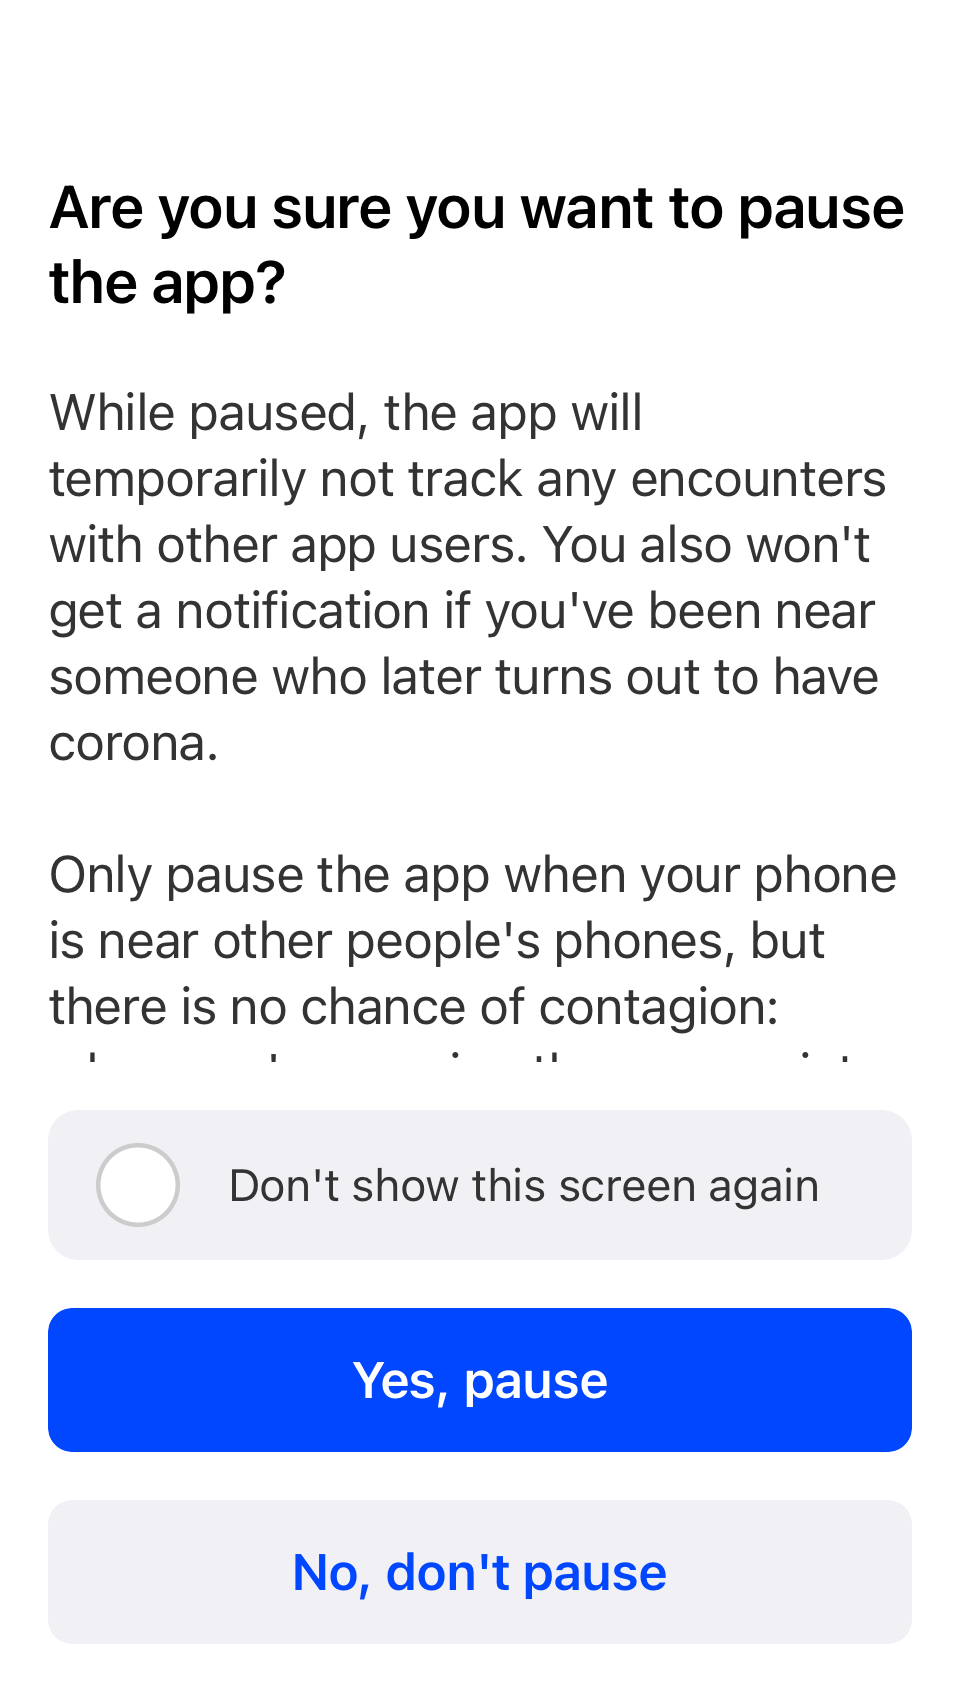 Are you sure you want to pause
the app?
While paused, the app will
temporarily not track any encounters
with other app users. You also won't
get a notification if you've been near
someone who later turns out to have
corona.
Only pause the app when your phone
is near other people's phones, but
there is no chance of contagion:
Don't show this screen again
Yes, pause
No, don't pause